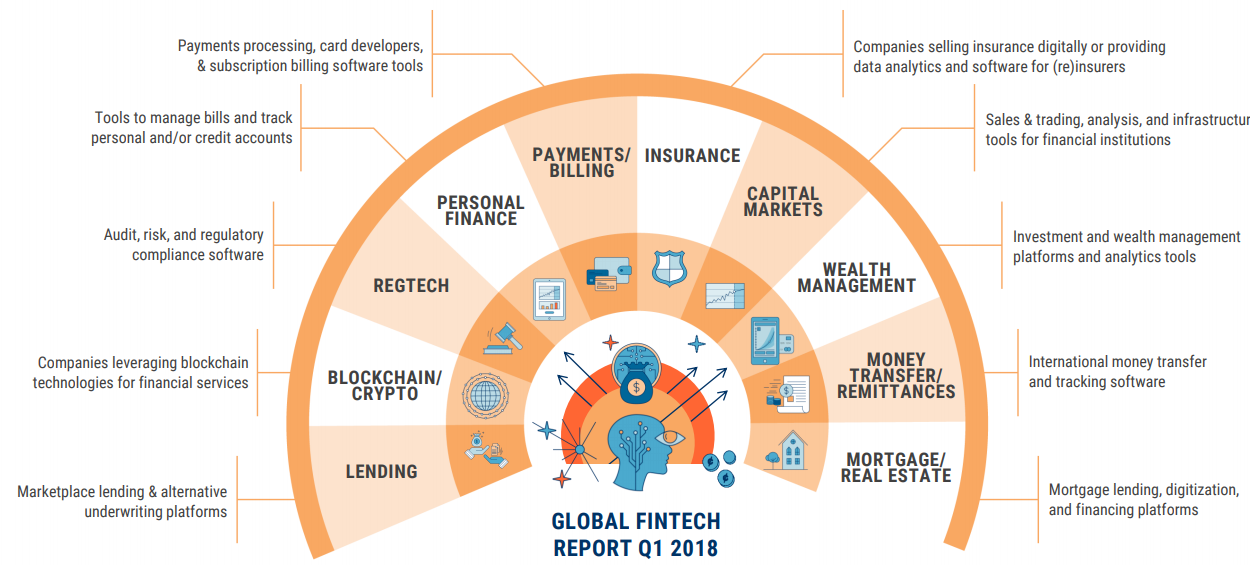 Payments processing, card developers,
& subscription billing software tools
Companies selling insurance digitally or providing
data analytics and software for (re)insurers
Tools to manage bills and track
personal and/or credit accounts
Sales & trading, analysis, and infrastructur
tools for financial institutions
PAYMENTS/
BILLING
INSURANCE
PERSONAL
FINANCE
CAPITAL
MARKETS
Audit, risk, and regulatory
compliance software
Investment and wealth management
platforms and analytics tools
REGTECH
WEALTH
MANAGEMENT
Companies leveraging blockchain
technologies for financial services
International money transfer
and tracking software
BLOCKCHAIN/
CRYPTO
MONEY
TRANSFER/
REMITTANCES
$
$
LENDING
MORTGAGE/
REAL ESTATE
Marketplace lending & alternative
underwriting platforms
Mortgage lending, digitization,
and financing platforms
GLOBAL FINTECH
REPORT Q1 2018